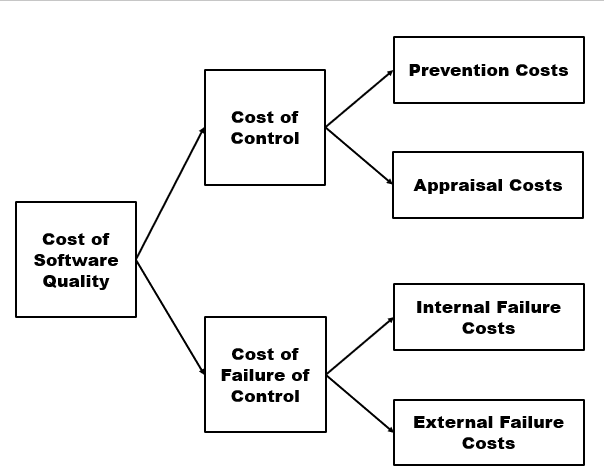 Prevention Costs
Cost of
Control
Appraisal Costs
Cost of
Software
Quality
Internal Failure
Costs
Cost of
Failure of
Control
External Failure
Costs